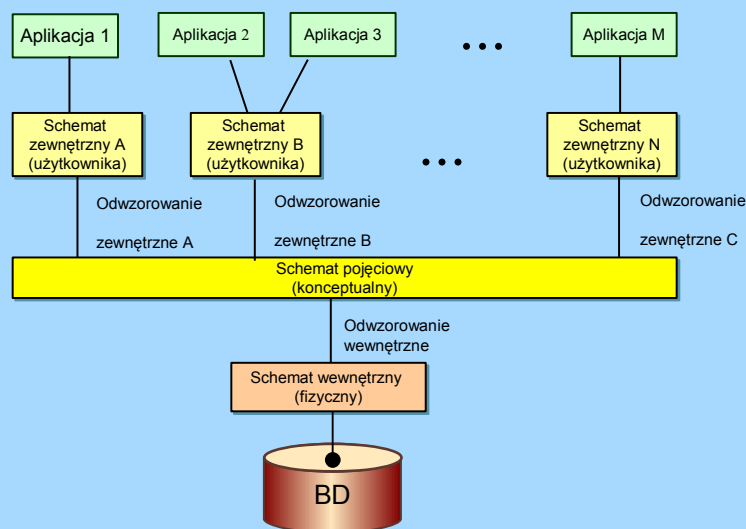 Aplikacja 1
Aplikacja 2
Aplikacja 3
• • •
Aplikacja M
Schemat
zewnętrzny A
(użytkownika)
Schemat
zewnętrzny B
(użytkownika)
• • •
Schemat
zewnętrzny N
(użytkownika)
Odwzorowanie
zewnętrzne A
Odwzorowanie
zewnętrzne B
Odwzorowanie
zewnętrzne C
Schemat pojęciowy
(konceptualny)
Odwzorowanie
wewnętrzne
Schemat wewnętrzny
(fizyczny)
BD